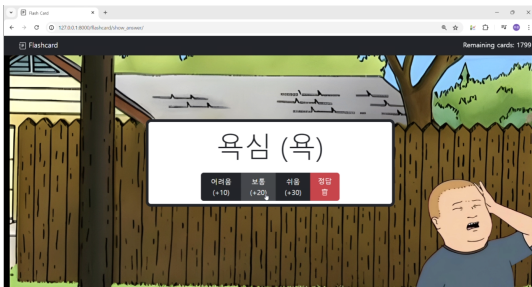 Flash Card
127.0.0.1:8000/flashcard/show_answer/
Flashcard
Remaining cards: 1799
욕심 (욕)
어려움 보통 쉬움 정답
(+10) (+20) (+30)